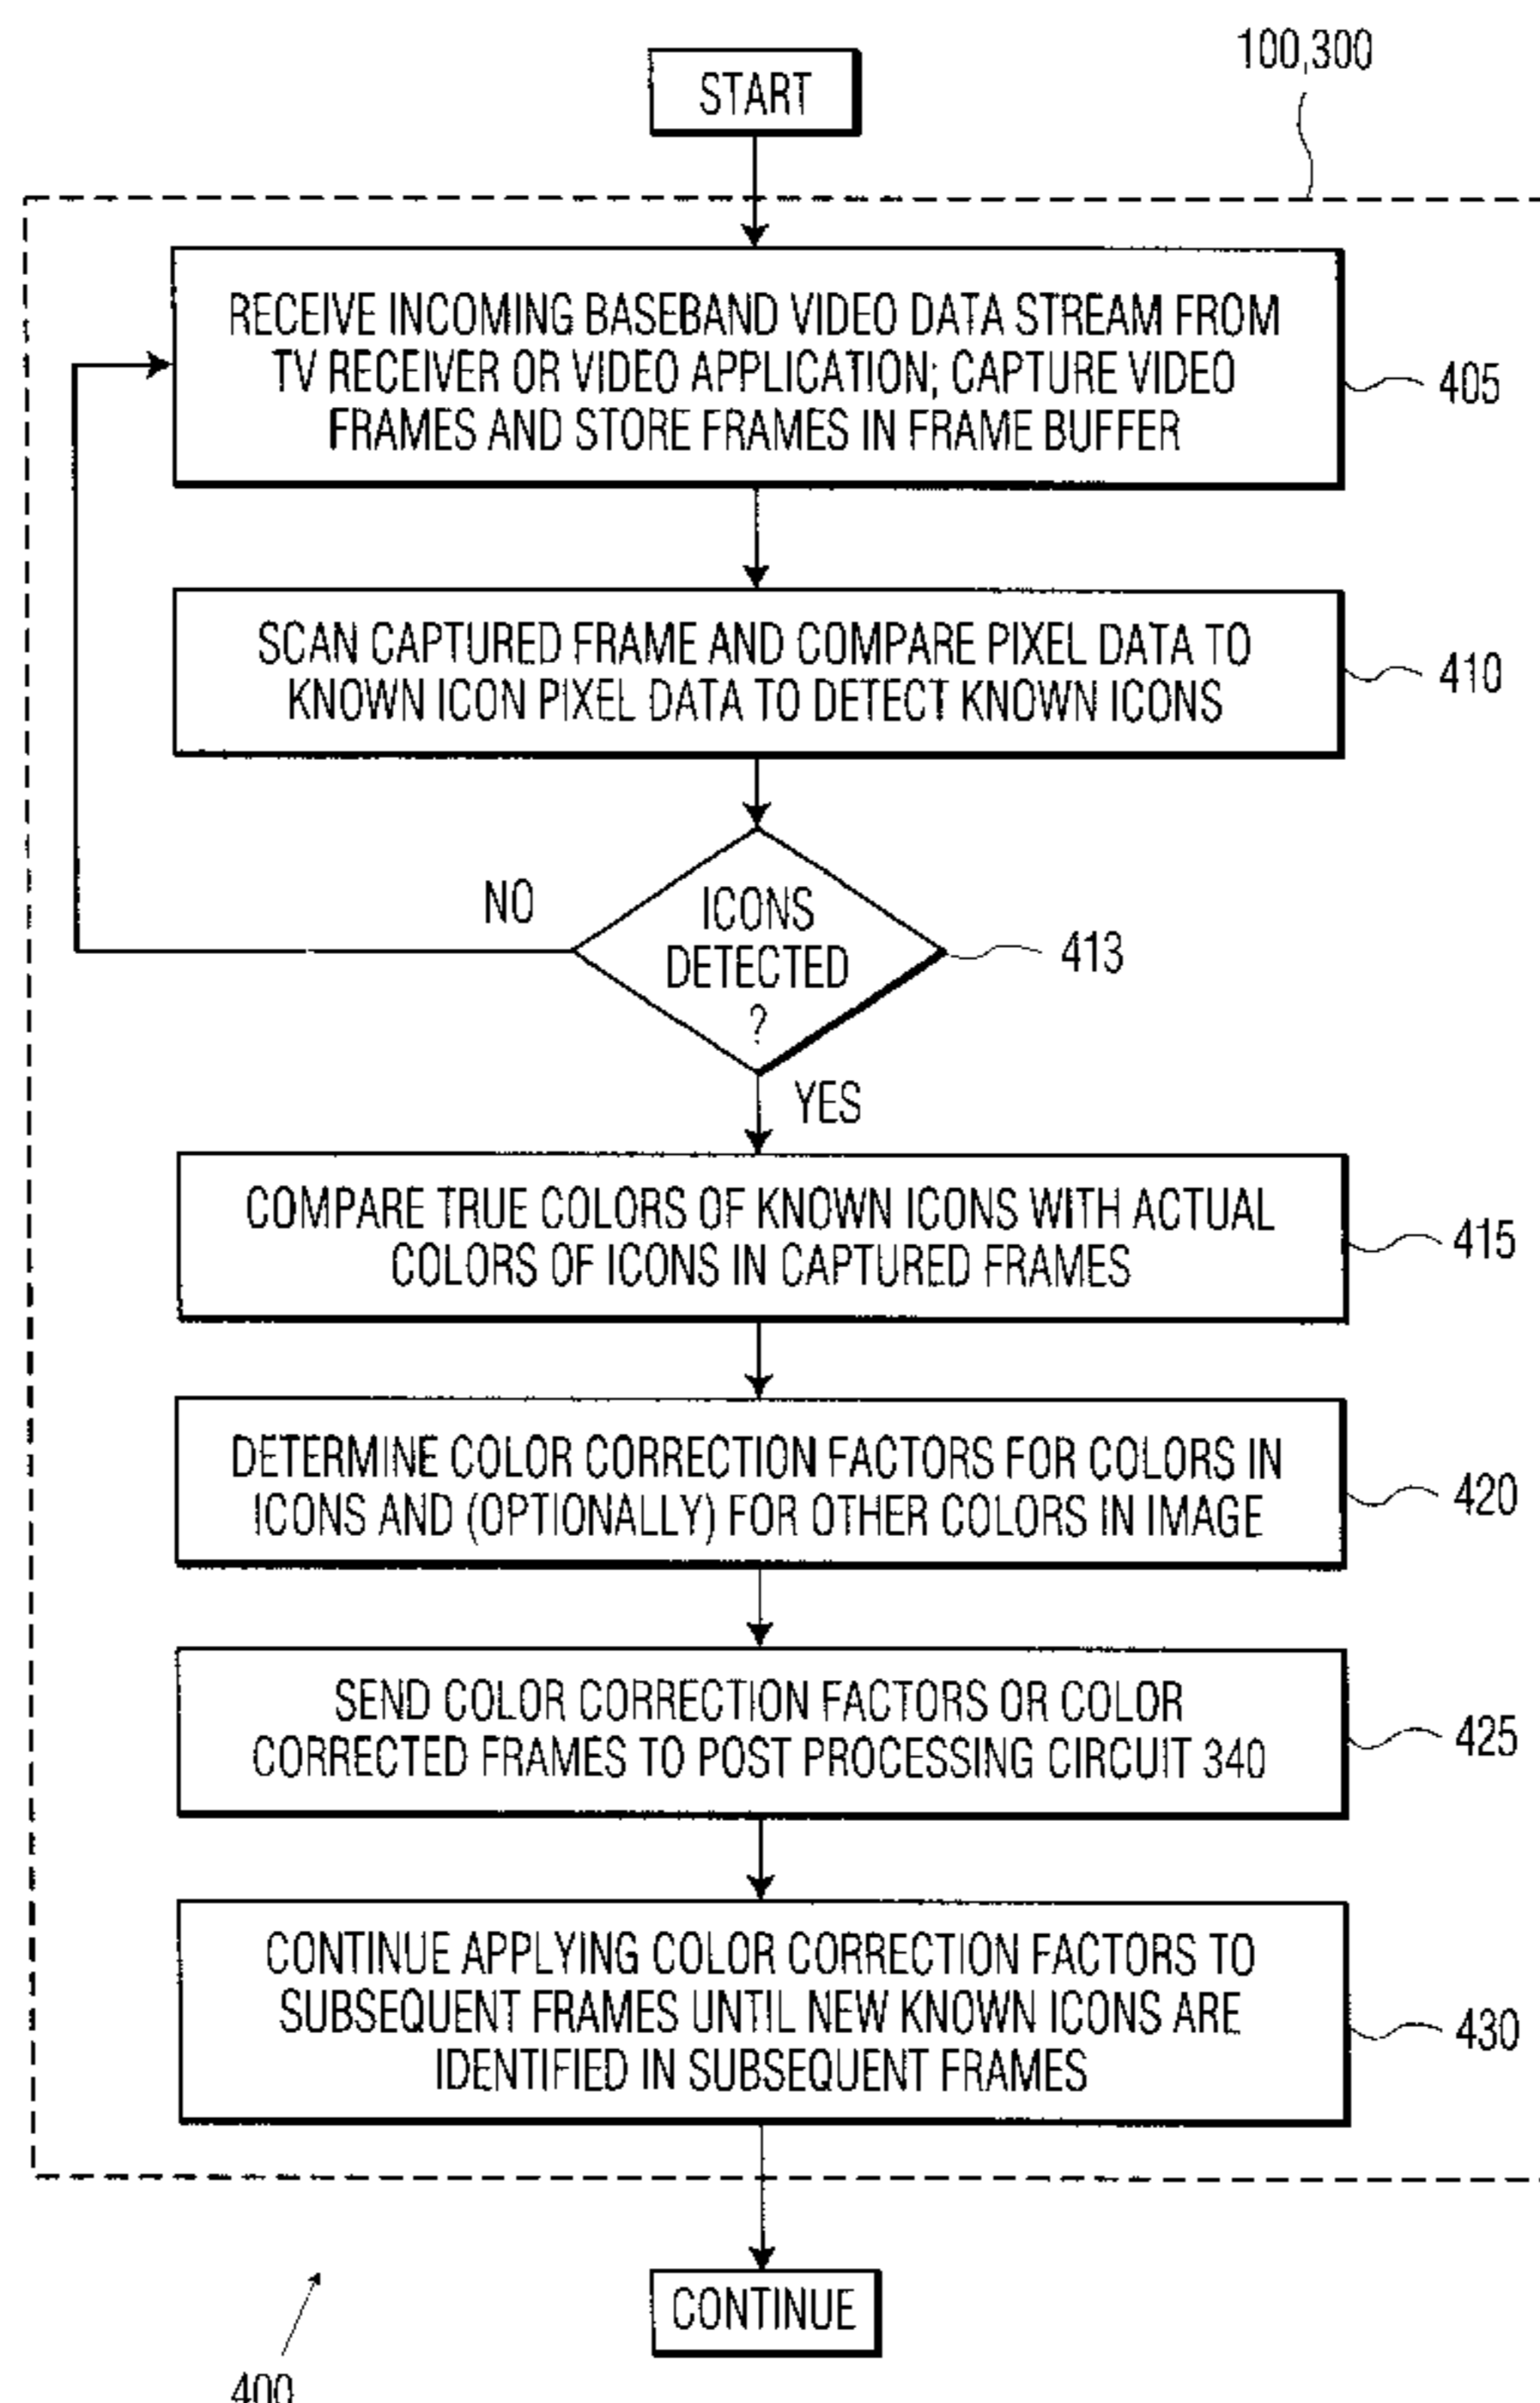 100,300
START
RECEIVE INCOMING BASEBAND VIDEO DATA STREAM FROM
TV RECEIVER OR VIDEO APPLICATION; CAPTURE VIDEO
FRAMES AND STORE FRAMES IN FRAME BUFFER
405
SCAN CAPTURED FRAME AND COMPARE PIXEL DATA TO
KNOWN ICON PIXEL DATA TO DETECT KNOWN ICONS
410
NO
ICONS
DETECTED
?
413
YES
COMPARE TRUE COLORS OF KNOWN ICONS WITH ACTUAL
COLORS OF ICONS IN CAPTURED FRAMES
415
DETERMINE COLOR CORRECTION FACTORS FOR COLORS IN
ICONS AND (OPTIONALLY) FOR OTHER COLORS IN IMAGE
420
SEND COLOR CORRECTION FACTORS OR COLOR
CORRECTED FRAMES TO POST PROCESSING CIRCUIT 340
425
CONTINUE APPLYING COLOR CORRECTION FACTORS TO
SUBSEQUENT FRAMES UNTIL NEW KNOWN ICONS ARE
IDENTIFIED IN SUBSEQUENT FRAMES
430
CONTINUE
400